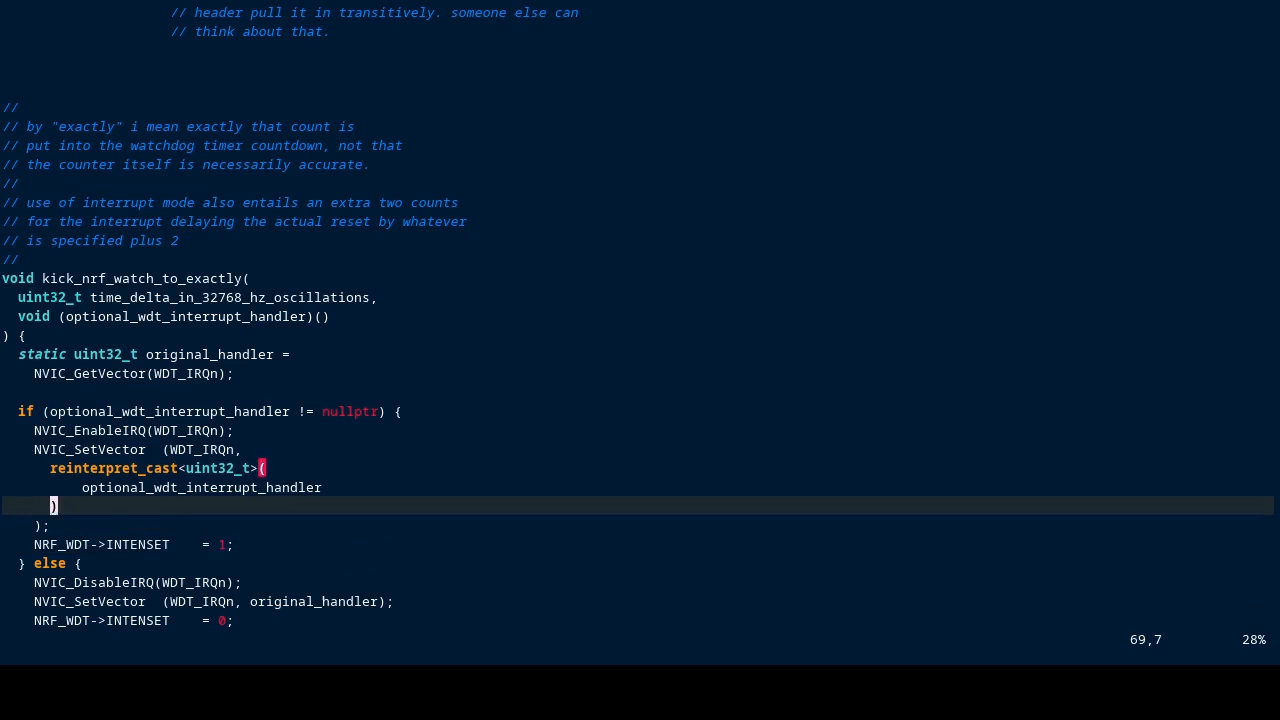 // header pull it in transitively. someone else can
// think about that.
//
// by "exactly" i mean exactly that count is
// put into the watchdog timer countdown, not that
// the counter itself is necessarily accurate.
//
// use of interrupt mode also entails an extra two counts
// for the interrupt delaying the actual reset by whatever
// is specified plus 2
//
void kick_nrf_watch_to_exactly(
  uint32_t time_delta_in_32768_hz_oscillations,
  void (optional_wdt_interrupt_handler)()
) {
  static uint32_t original_handler =
    NVIC_GetVector(WDT_IRQn);
  if (optional_wdt_interrupt_handler != nullptr) {
    NVIC_EnableIRQ(WDT_IRQn);
    NVIC_SetVector  (WDT_IRQn,
      reinterpret_cast<uint32_t>(
          optional_wdt_interrupt_handler
      )
    );
    NRF_WDT->INTENSET    = 1;
  } else {
    NVIC_DisableIRQ(WDT_IRQn);
    NVIC_SetVector  (WDT_IRQn, original_handler);
    NRF_WDT->INTENSET    = 0;
69,7          28%